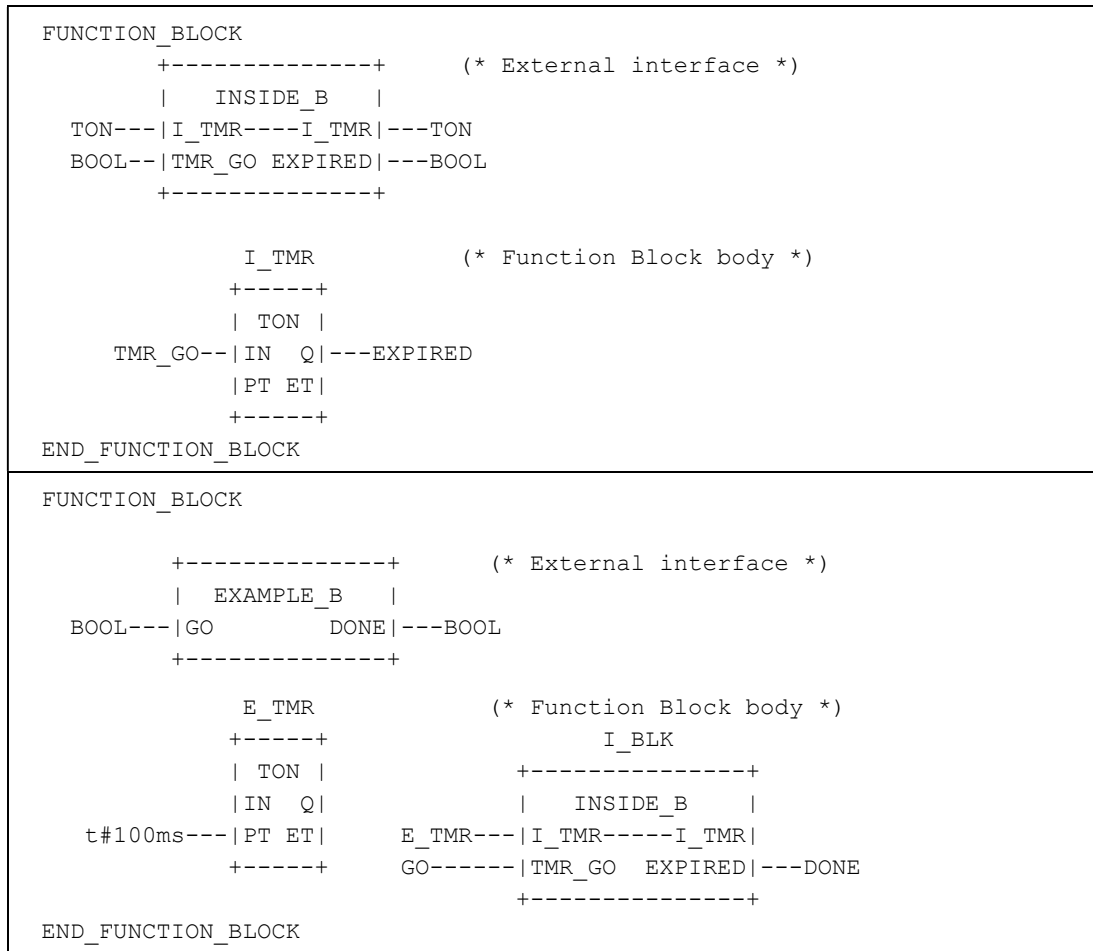 FUNCTION_BLOCK
        +--------------+     (* External interface *)
        |   INSIDE_B   |
  TON---|I_TMR----I_TMR|---TON
  BOOL--|TMR_GO EXPIRED|---BOOL
        +--------------+
              I_TMR          (* Function Block body *)
             +-----+
             | TON |
     TMR_GO--|IN  Q|---EXPIRED
             |PT ET|
             +-----+
END_FUNCTION_BLOCK
FUNCTION_BLOCK
         +--------------+      (* External interface *)
         |  EXAMPLE_B   |
  BOOL---|GO        DONE|---BOOL
         +--------------+
              E_TMR            (* Function Block body *)
             +-----+                  I_BLK
             | TON |             +---------------+
             |IN  Q|             |   INSIDE_B    |
   t#100ms---|PT ET|     E_TMR---|I_TMR-----I_TMR|
             +-----+     GO------|TMR_GO  EXPIRED|---DONE
                                 +---------------+
END_FUNCTION_BLOCK